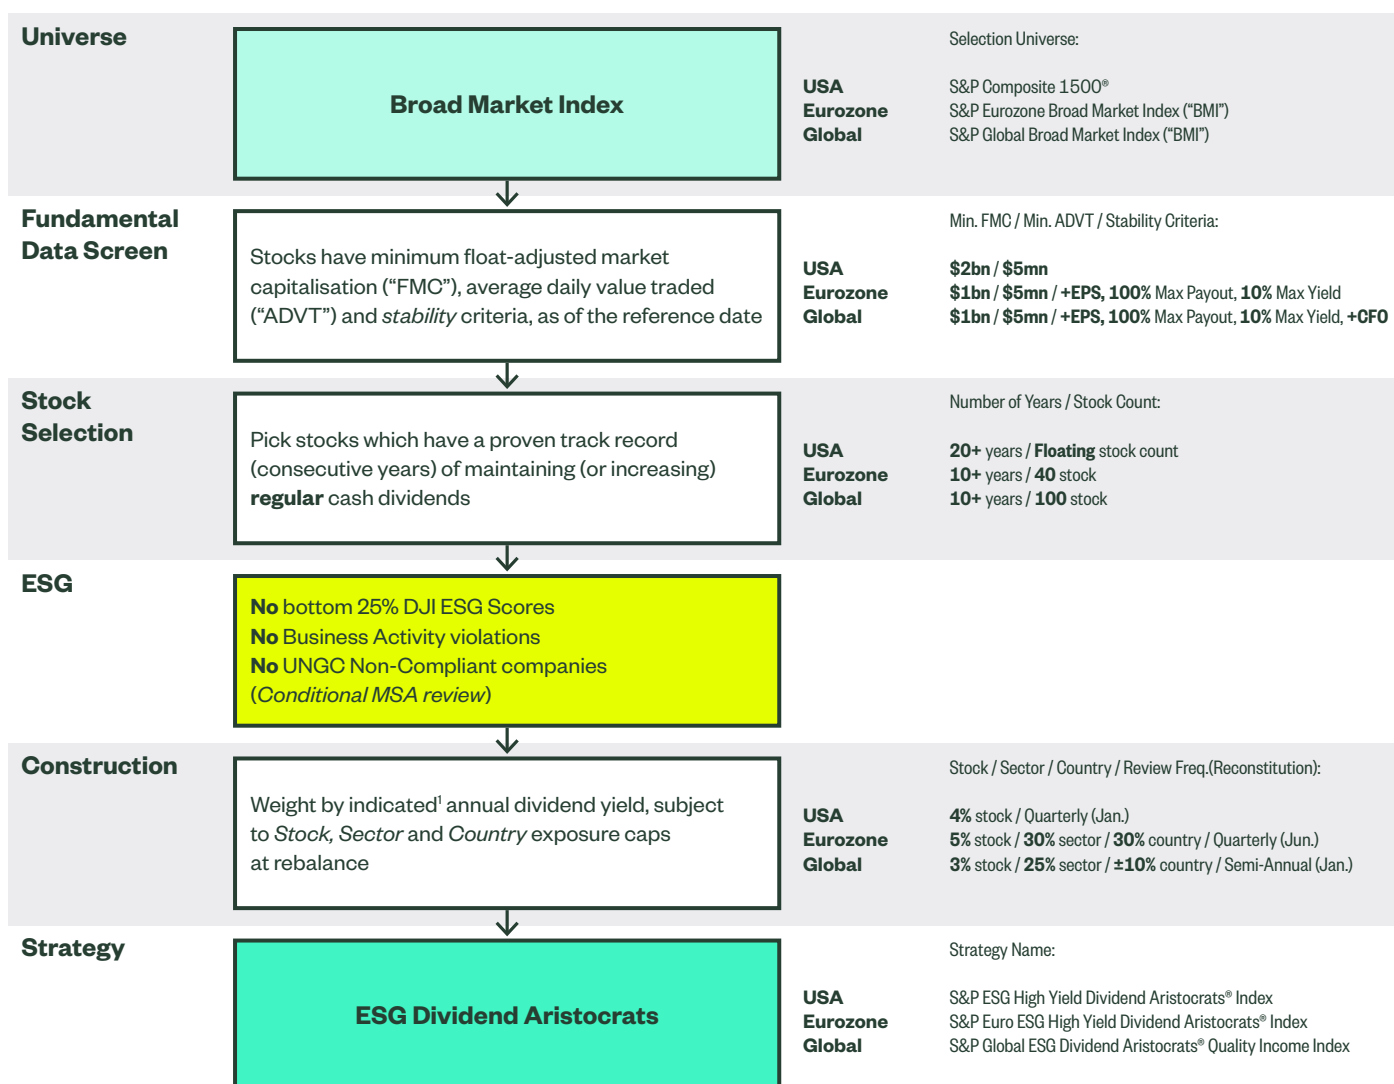 Universe
Broad Market Index
Selection Universe:
USA S&P Composite 1500®
Eurozone S&P Eurozone Broad Market Index (“BMI”)
Global S&P Global Broad Market Index (“BMI”)
Fundamental
Data Screen
Stocks have minimum float-adjusted market
capitalisation (“FMC”), average daily value traded
(“ADVT”) and stability criteria, as of the reference date
Min. FMC / Min. ADVT / Stability Criteria:
USA $2bn / $5mn
Eurozone $1bn / $5mn / +EPS, 100% Max Payout, 10% Max Yield
Global $1bn / $5mn / +EPS, 100% Max Payout, 10% Max Yield, +CFO
Stock
Selection
Pick stocks which have a proven track record
(consecutive years) of maintaining (or increasing)
regular cash dividends
Number of Years / Stock Count:
USA 20+ years / Floating stock count
Eurozone 10+ years / 40 stock
Global 10+ years / 100 stock
ESG
No bottom 25% DJI ESG Scores
No Business Activity violations
No UNGC Non-Compliant companies
(Conditional MSA review)
Construction
Weight by indicated¹ annual dividend yield, subject
to Stock, Sector and Country exposure caps
at rebalance
Stock / Sector / Country / Review Freq.(Reconstitution):
USA 4% stock / Quarterly (Jan.)
Eurozone 5% stock / 30% sector / 30% country / Quarterly (Jun.)
Global 3% stock / 25% sector / ±10% country / Semi-Annual (Jan.)
Strategy
ESG Dividend Aristocrats
Strategy Name:
USA S&P ESG High Yield Dividend Aristocrats® Index
Eurozone S&P Euro ESG High Yield Dividend Aristocrats® Index
Global S&P Global ESG Dividend Aristocrats® Quality Income Index